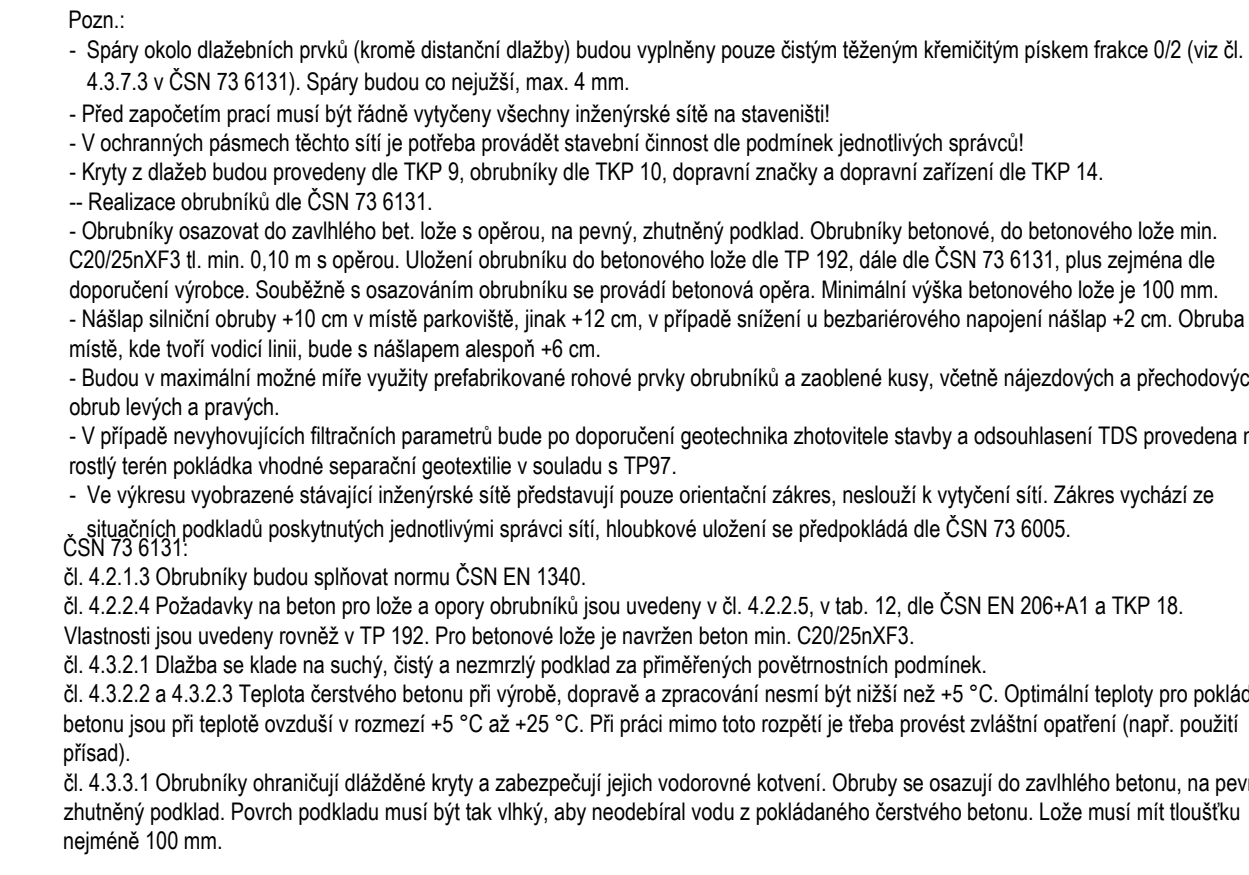 Pozn.:
- Spáry okolo dlažebních prvků (kromě distanční dlažby) budou vyplněny pouze čistým těženým křemičitým pískem frakce 0/2 (viz čl.
4.3.7.3 v ČSN 73 6131). Spáry budou co nejužší, max. 4 mm.
- Před započetím prací musí být řádně vytyčeny všechny inženýrské sítě na staveništi!
- V ochranných pásmech těchto sítí je potřeba provádět stavební činnost dle podmínek jednotlivých správců!
- Kryty z dlažeb budou provedeny dle TKP 9, obrubníky dle TKP 10, dopravní značky a dopravní zařízení dle TKP 14.
-- Realizace obrubníků dle ČSN 73 6131.
- Obrubníky osazovat do zavlhlého bet. lože s opěrou, na pevný, zhutněný podklad. Obrubníky betonové, do betonového lože min.
C20/25nXF3 tl. min. 0,10 m s opěrou. Uložení obrubníku do betonového lože dle TP 192, dále dle ČSN 73 6131, plus zejména dle
doporučení výrobce. Souběžně s osazováním obrubníku se provádí betonová opěra. Minimální výška betonového lože je 100 mm.
- Nášlap silniční obruby +10 cm v místě parkoviště, jinak +12 cm, v případě snížení u bezbariérového napojení nášlap +2 cm. Obruba
místě, kde tvoří vodicí linii, bude s nášlapem alespoň +6 cm.
- Budou v maximální možné míře využity prefabrikované rohové prvky obrubníků a zaoblené kusy, včetně nájezdových a přechodovýc
obrub levých a pravých.
- V případě nevyhovujících filtračních parametrů bude po doporučení geotechnika zhotovitele stavby a odsouhlasení TDS provedena
rostlý terén pokládka vhodné separační geotextilie v souladu s TP97.
- Ve výkresu vyobrazené stávající inženýrské sítě představují pouze orientační zákres, neslouží k vytyčení sítí. Zákres vychází ze
situačních podkladů poskytnutých jednotlivými správci sítí, hloubkové uložení se předpokládá dle ČSN 73 6005.
ČSN 73 6131:
čl. 4.2.1.3 Obrubníky budou splňovat normu ČSN EN 1340.
čl. 4.2.2.4 Požadavky na beton pro lože a opory obrubníků jsou uvedeny v čl. 4.2.2.5, v tab. 12, dle ČSN EN 206+A1 a TKP 18.
Vlastnosti jsou uvedeny rovněž v TP 192. Pro betonové lože je navržen beton min. C20/25nXF3.
čl. 4.3.2.1 Dlažba se klade na suchý, čistý a nezmrzlý podklad za přiměřených povětrnostních podmínek.
čl. 4.3.2.2 a 4.3.2.3 Teplota čerstvého betonu při výrobě, dopravě a zpracování nesmí být nižší než +5 °C. Optimální teploty pro poklád
betonu jsou při teplotě ovzduší v rozmezí +5 °C až +25 °C. Při práci mimo toto rozpětí je třeba provést zvláštní opatření (např. použití
přísad).
čl. 4.3.3.1 Obrubníky ohraničují dlážděné kryty a zabezpečují jejich vodorovné kotvení. Obruby se osazují do zavlhlého betonu, na pev
zhutněný podklad. Povrch podkladu musí být tak vlhký, aby neodebíral vodu z pokládaného čerstvého betonu. Lože musí mít tloušťku
nejméně 100 mm.